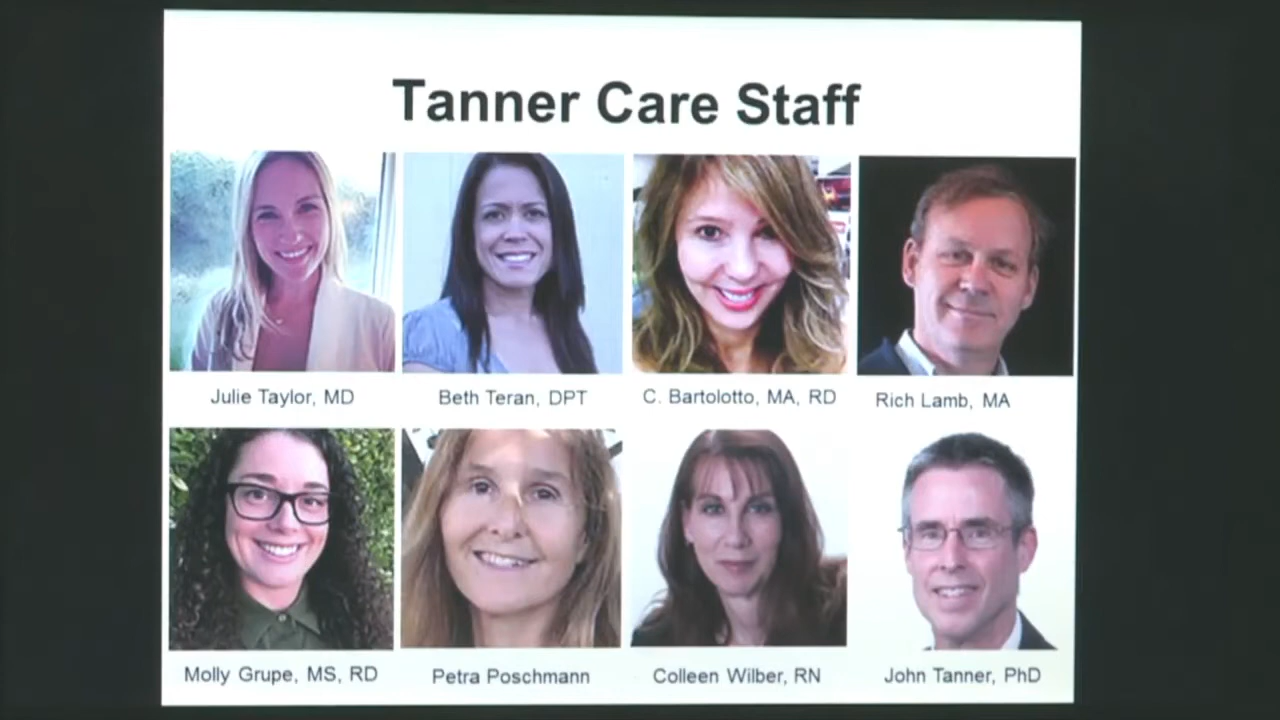 Tanner Care Staff
Julie Taylor, MD
Beth Teran, DPT
C. Bartolotto, MA, RD
Rich Lamb, MA
Molly Grupe, MS, RD
Petra Poschmann
Colleen Wilber, RN
John Tanner, PhD